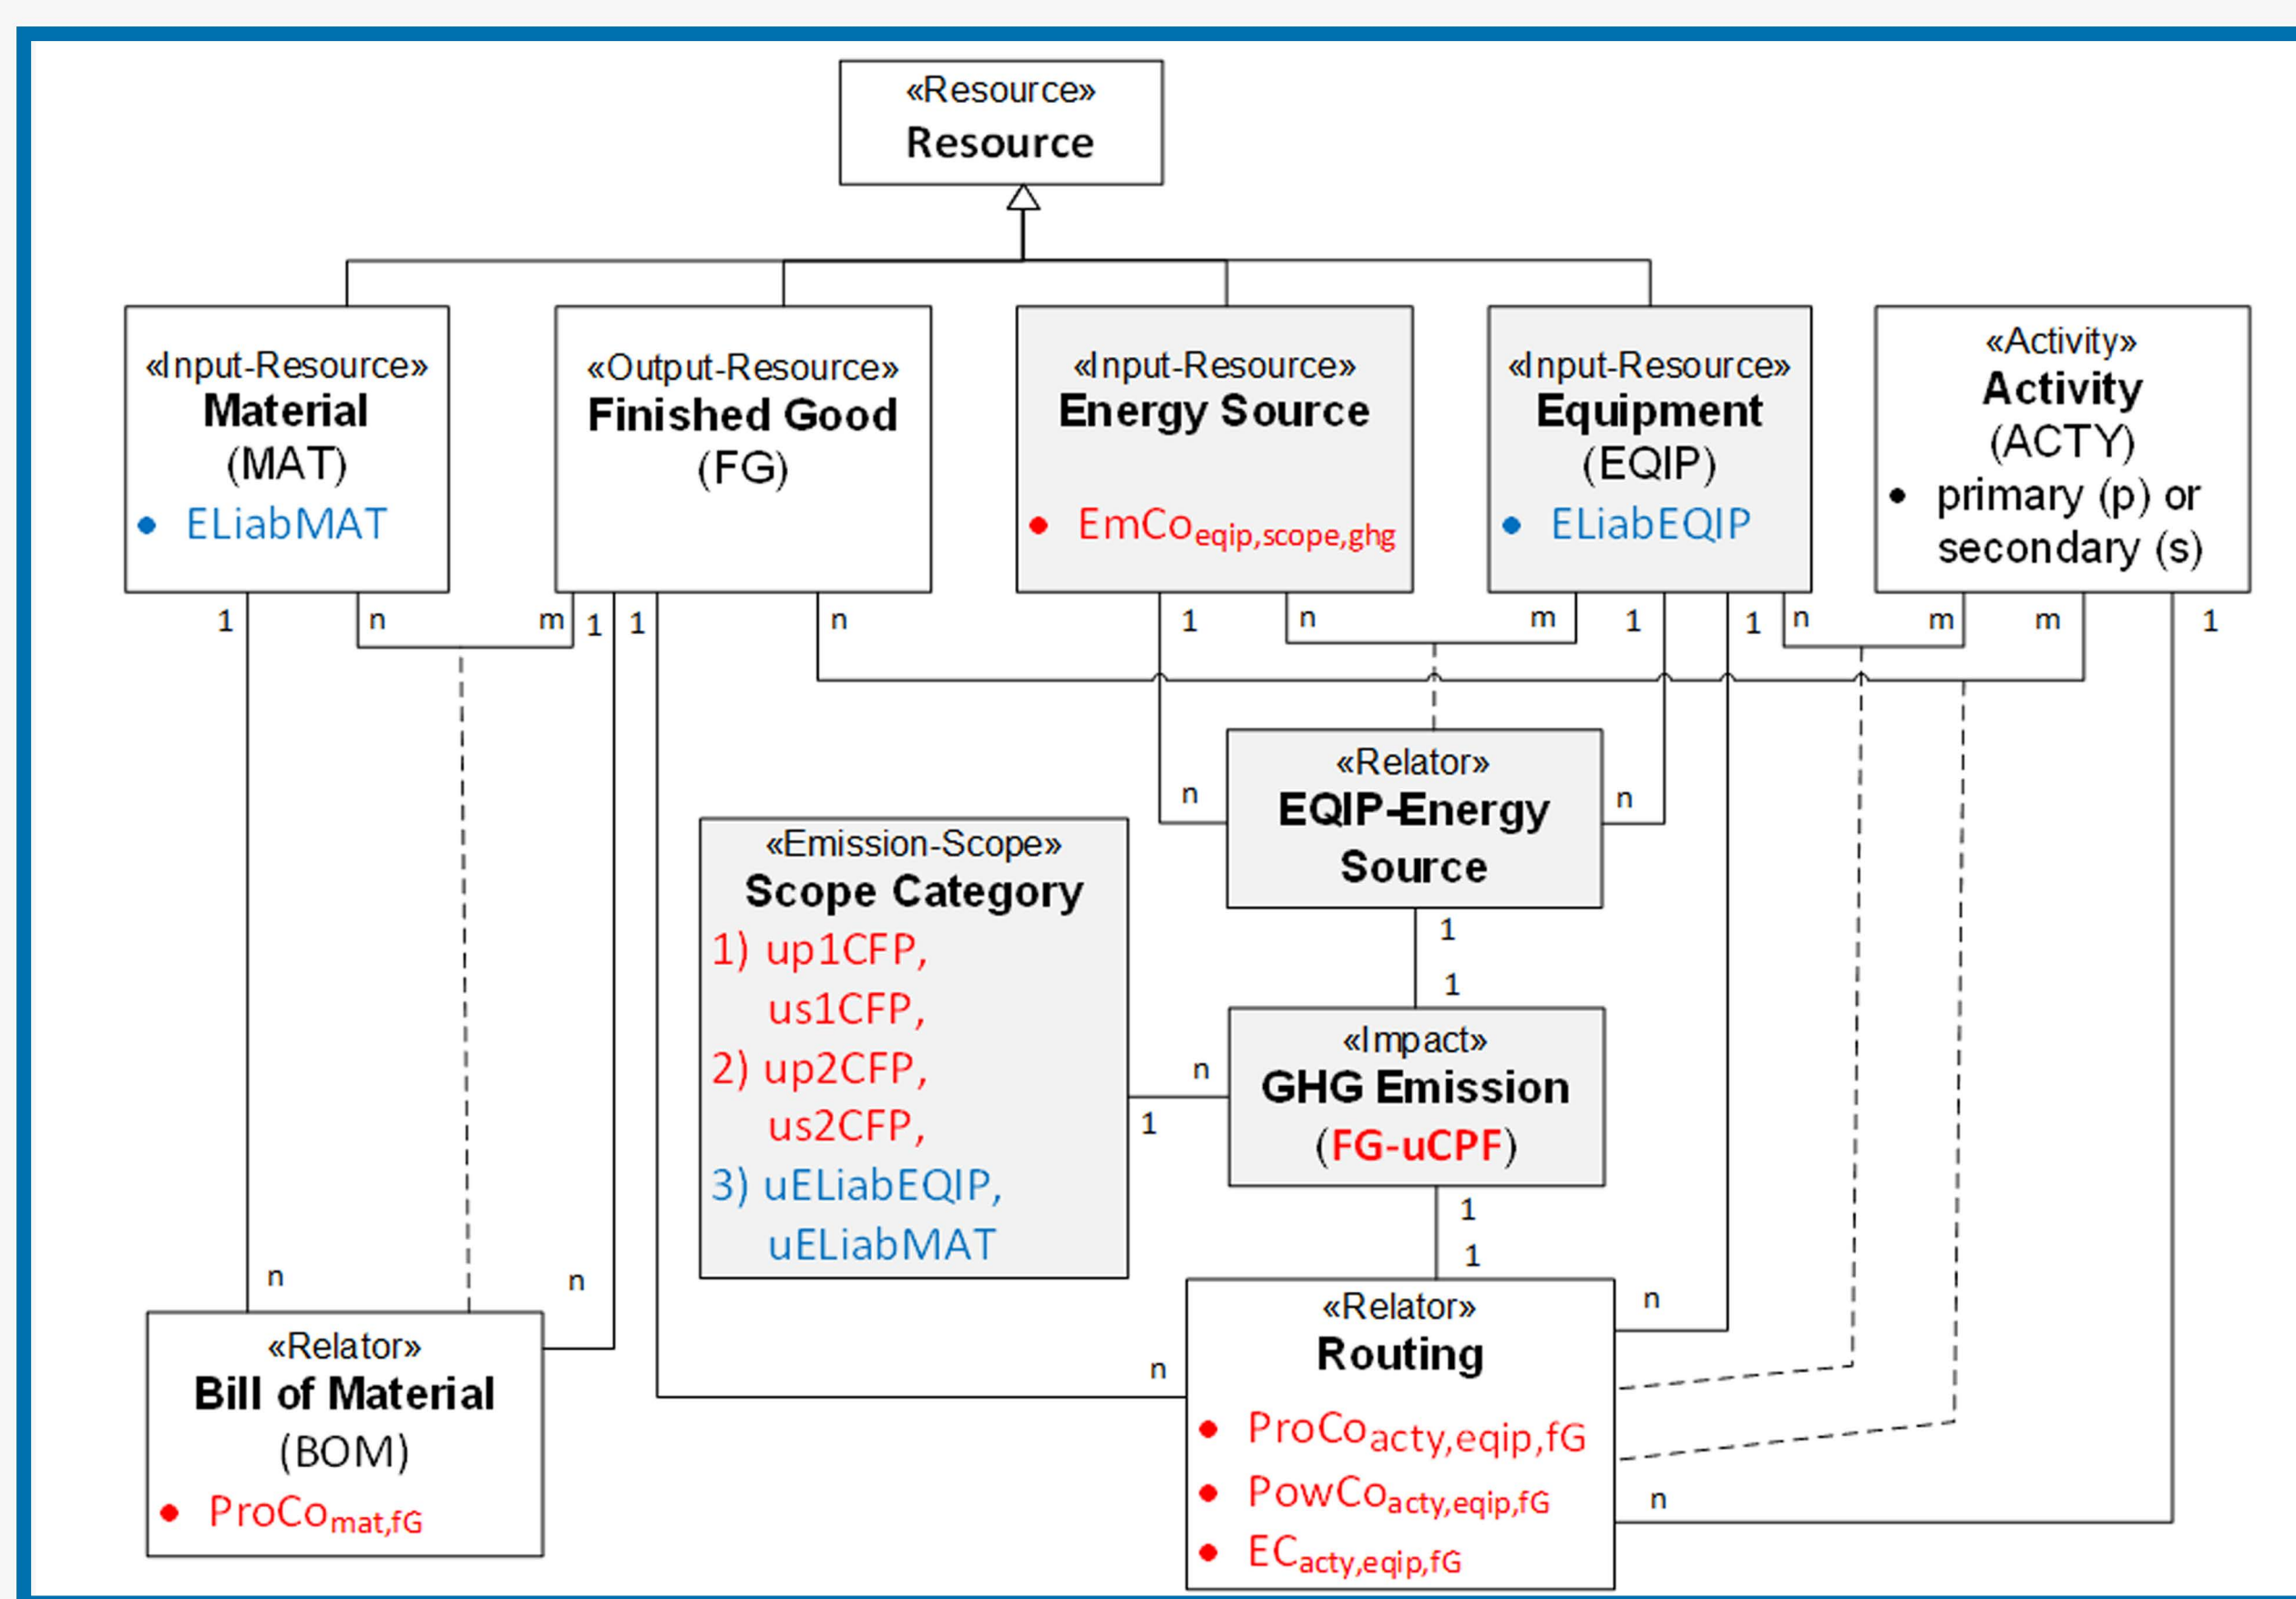 «Resource»
Resource
«Input-Resource»
Material
(MAT)
• ELiabMAT
«Output-Resource»
Finished Good
(FG)
«Input-Resource»
Energy Source
• EmCoeqip,scope,ghg
«Input-Resource»
Equipment
(EQIP)
• ELiabEQIP
«Activity»
Activity
(ACTY)
• primary (p) or
secondary (s)
1 n m 1 1 n 1 n m 1 1 n m m 1
«Relator»
EQIP-Energy
Source
n n
1
1
«Emission-Scope»
Scope Category
1) up1CFP,
us1CFP,
2) up2CFP,
us2CFP,
3) uELiabEQIP,
uELiabMAT
n
1
«Impact»
GHG Emission
(FG-uCPF)
1
1
n n
«Relator»
Bill of Material
(BOM)
• ProComat,fG
n n
«Relator»
Routing
• ProCoacty,eqip,fG
• PowCoacty,eqip,fG
• ECacty,eqip,fG
n